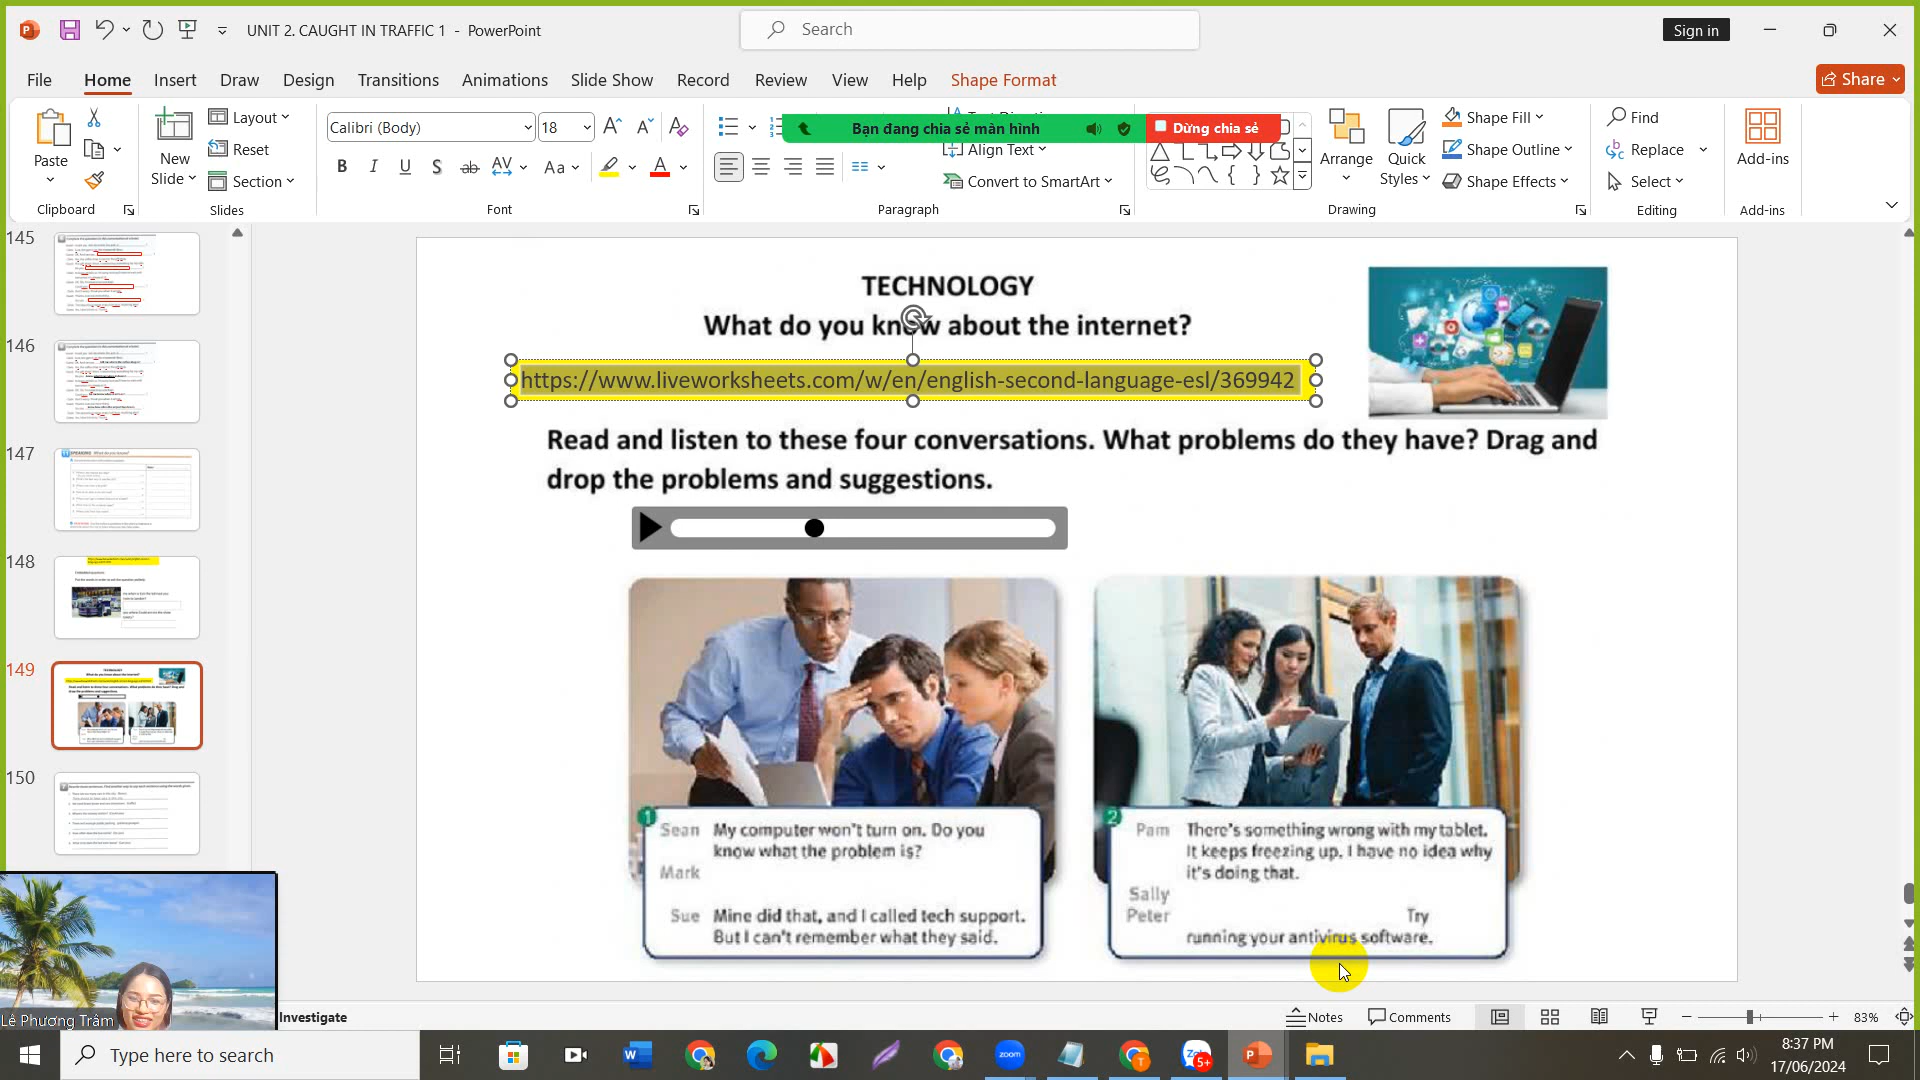 UNIT 2. CAUGHT IN TRAFFIC 1 - PowerPoint
Search
Sign in
File Home Insert Draw Design Transitions Animations Slide Show Record Review View Help Shape Format
Share
Paste
New Slide
Layout
Reset
Section
Calibri (Body)
18
Bạn đang chia sẻ màn hình
Dừng chia sẻ
Align Text
Convert to SmartArt
Arrange
Quick Styles
Shape Fill
Shape Outline
Shape Effects
Find
Replace
Select
Add-ins
Clipboard Slides Font Paragraph Drawing Editing Add-ins
145
146
147
148
149
150
TECHNOLOGY
What do you know about the internet?
https://www.liveworksheets.com/w/en/english-second-language-esl/369942
Read and listen to these four conversations. What problems do they have? Drag and
drop the problems and suggestions.
1
Sean My computer won't turn on. Do you
know what the problem is?
Mark
Sue Mine did that, and I called tech support.
But I can't remember what they said.
2
Pam There's something wrong with my tablet.
It keeps freezing up. I have no idea why
it's doing that.
Sally
Peter Try
running your antivirus software.
Lê Phương Trâm
Investigate
Notes
Comments
83%
Type here to search
zoom
5+
8:37 PM
17/06/2024